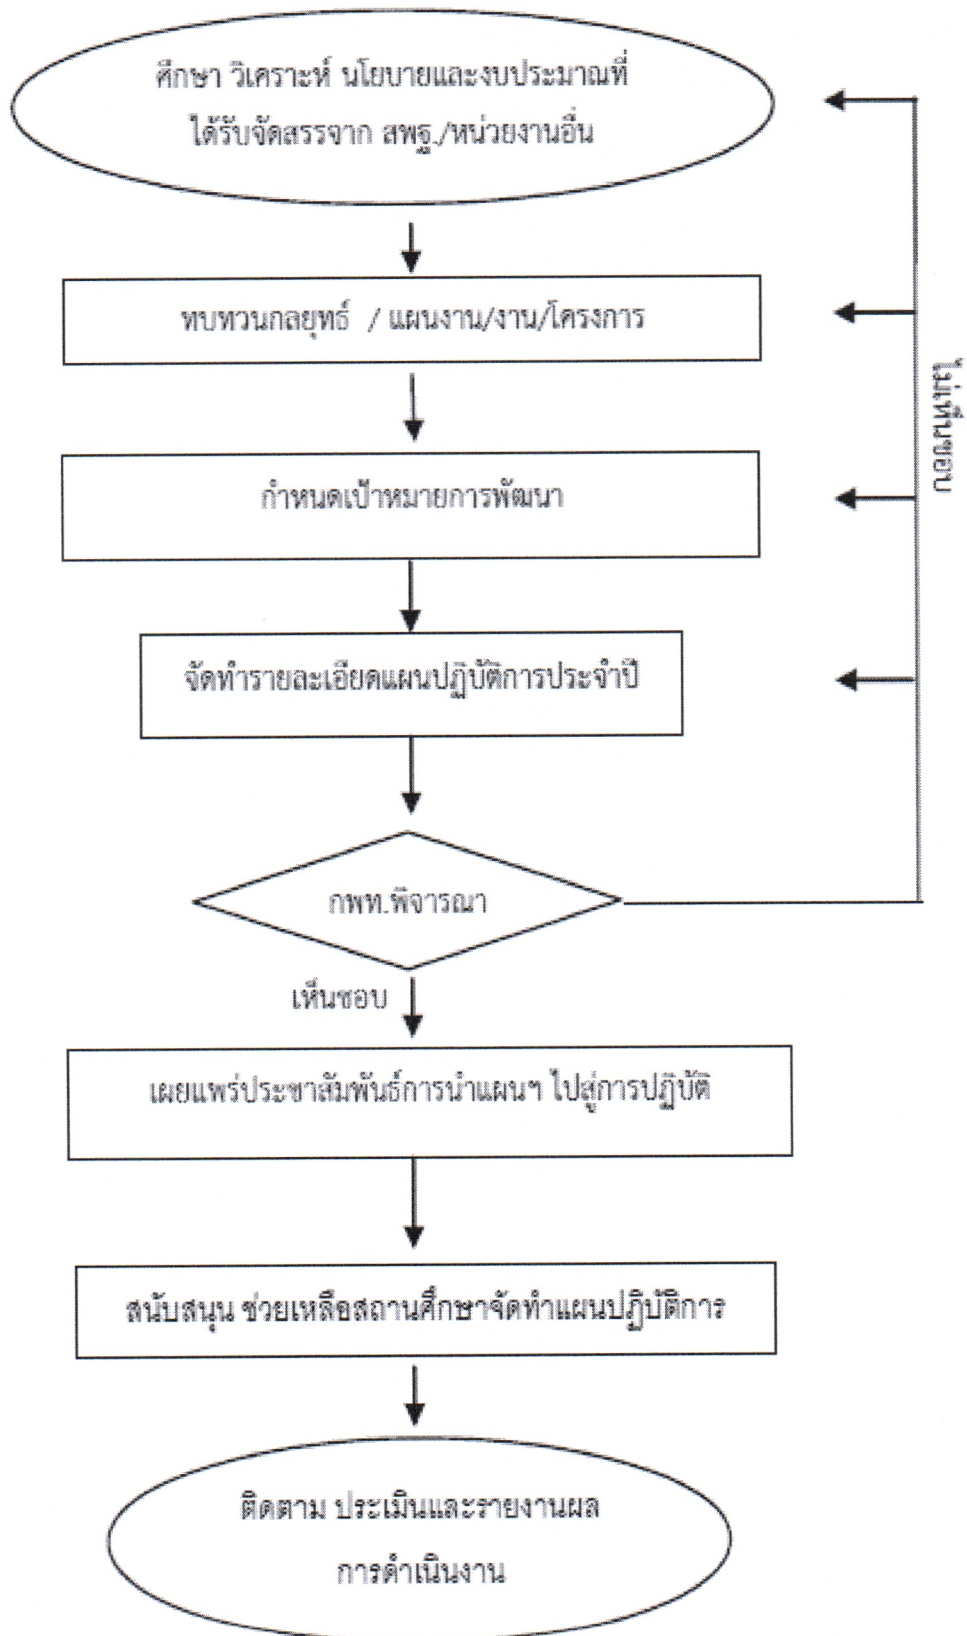 ศึกษา วิเคราะห์ นโยบายและงบประมาณที่
ได้รับจัดสรรจาก สพฐ./หน่วยงานอื่น
ทบทวนกลยุทธ์ / แผนงาน/งาน/โครงการ
กำหนดเป้าหมายการพัฒนา
จัดทำรายละเอียดแผนปฏิบัติการประจำปี
กพท.พิจารณา
ไม่เห็นชอบ
เห็นชอบ
เผยแพร่ประชาสัมพันธ์การนำแผนฯ ไปสู่การปฏิบัติ
สนับสนุน ช่วยเหลือสถานศึกษาจัดทำแผนปฏิบัติการ
ติดตาม ประเมินและรายงานผล
การดำเนินงาน